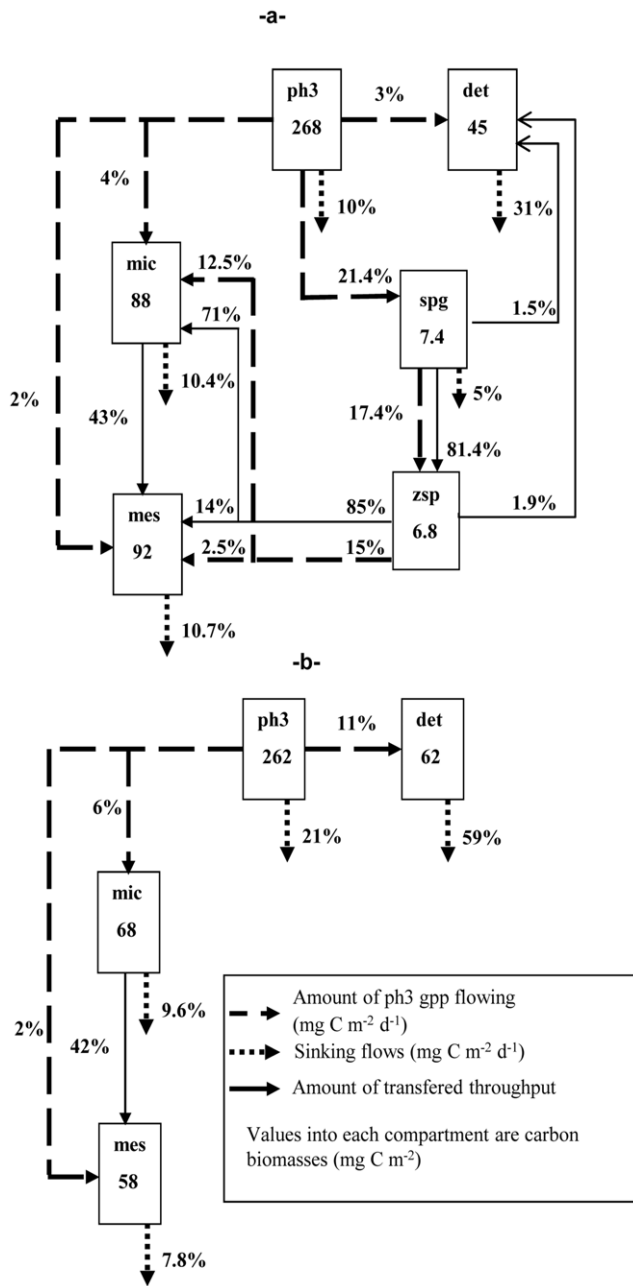 -a-
ph3
268
3%
det
45
4%
10%
31%
mic
88
12.5%
71%
21.4%
spg
7.4
1.5%
10.4%
5%
2%
43%
17.4%
81.4%
mes
92
14%
85%
zsp
6.8
1.9%
2.5%
15%
10.7%
-b-
ph3
262
11%
det
62
6%
21%
59%
mic
68
9.6%
2%
42%
mes
58
7.8%
Amount of ph3 gpp flowing
(mg C m-2 d-1)
Sinking flows (mg C m-2 d-1)
Amount of transfered throughput
Values into each compartment are carbon
biomasses (mg C m-2)